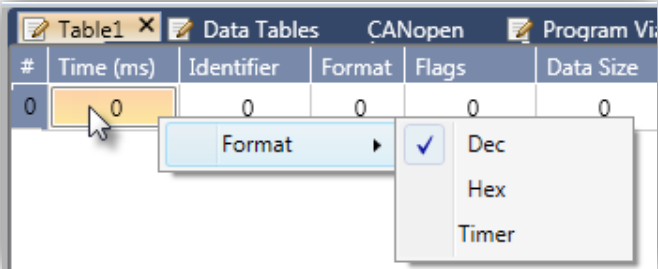 Table1 × Data Tables CANopen Program Vi
# Time (ms) Identifier Format Flags Data Size
0 0 0 0 0 0
Format Dec
Hex
Timer